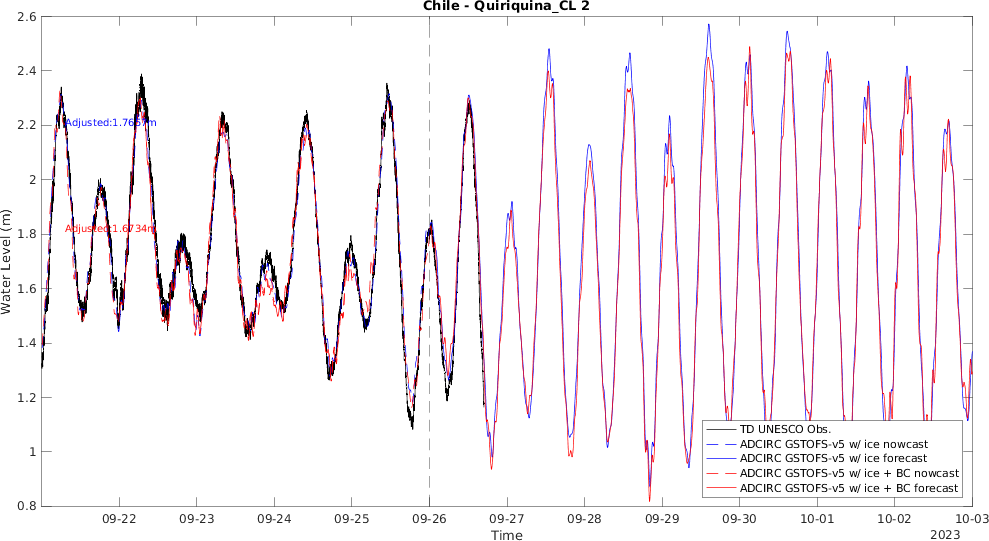 Chile - Quiriquina_CL 2
2.6
2.4
2.2
2
1.8
1.6
1.4
1.2
1
0.8
Water Level (m)
Adjusted:1.7657m
Adjusted:1.6734m
TD UNESCO Obs.
ADCIRC GSTOFS-v5 w/ ice nowcast
ADCIRC GSTOFS-v5 w/ ice forecast
ADCIRC GSTOFS-v5 w/ ice + BC nowcast
ADCIRC GSTOFS-v5 w/ ice + BC forecast
09-22 09-23 09-24 09-25 09-26 09-27 09-28 09-29 09-30 10-01 10-02 10-03
Time
2023